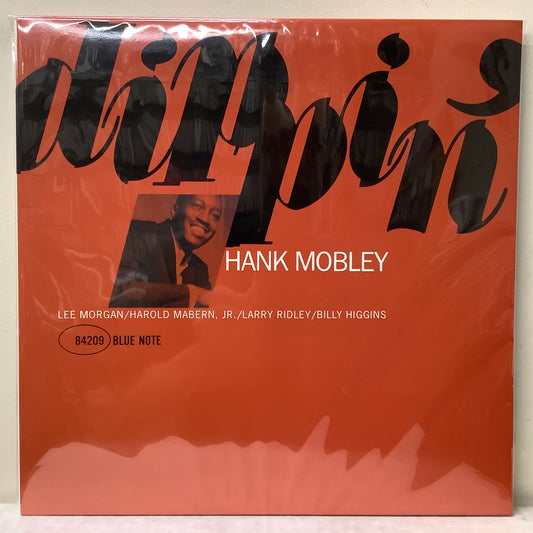 dippin'
HANK MOBLEY
LEE MORGAN/HAROLD MABERN, JR./LARRY RIDLEY/BILLY HIGGINS
84209 BLUE NOTE